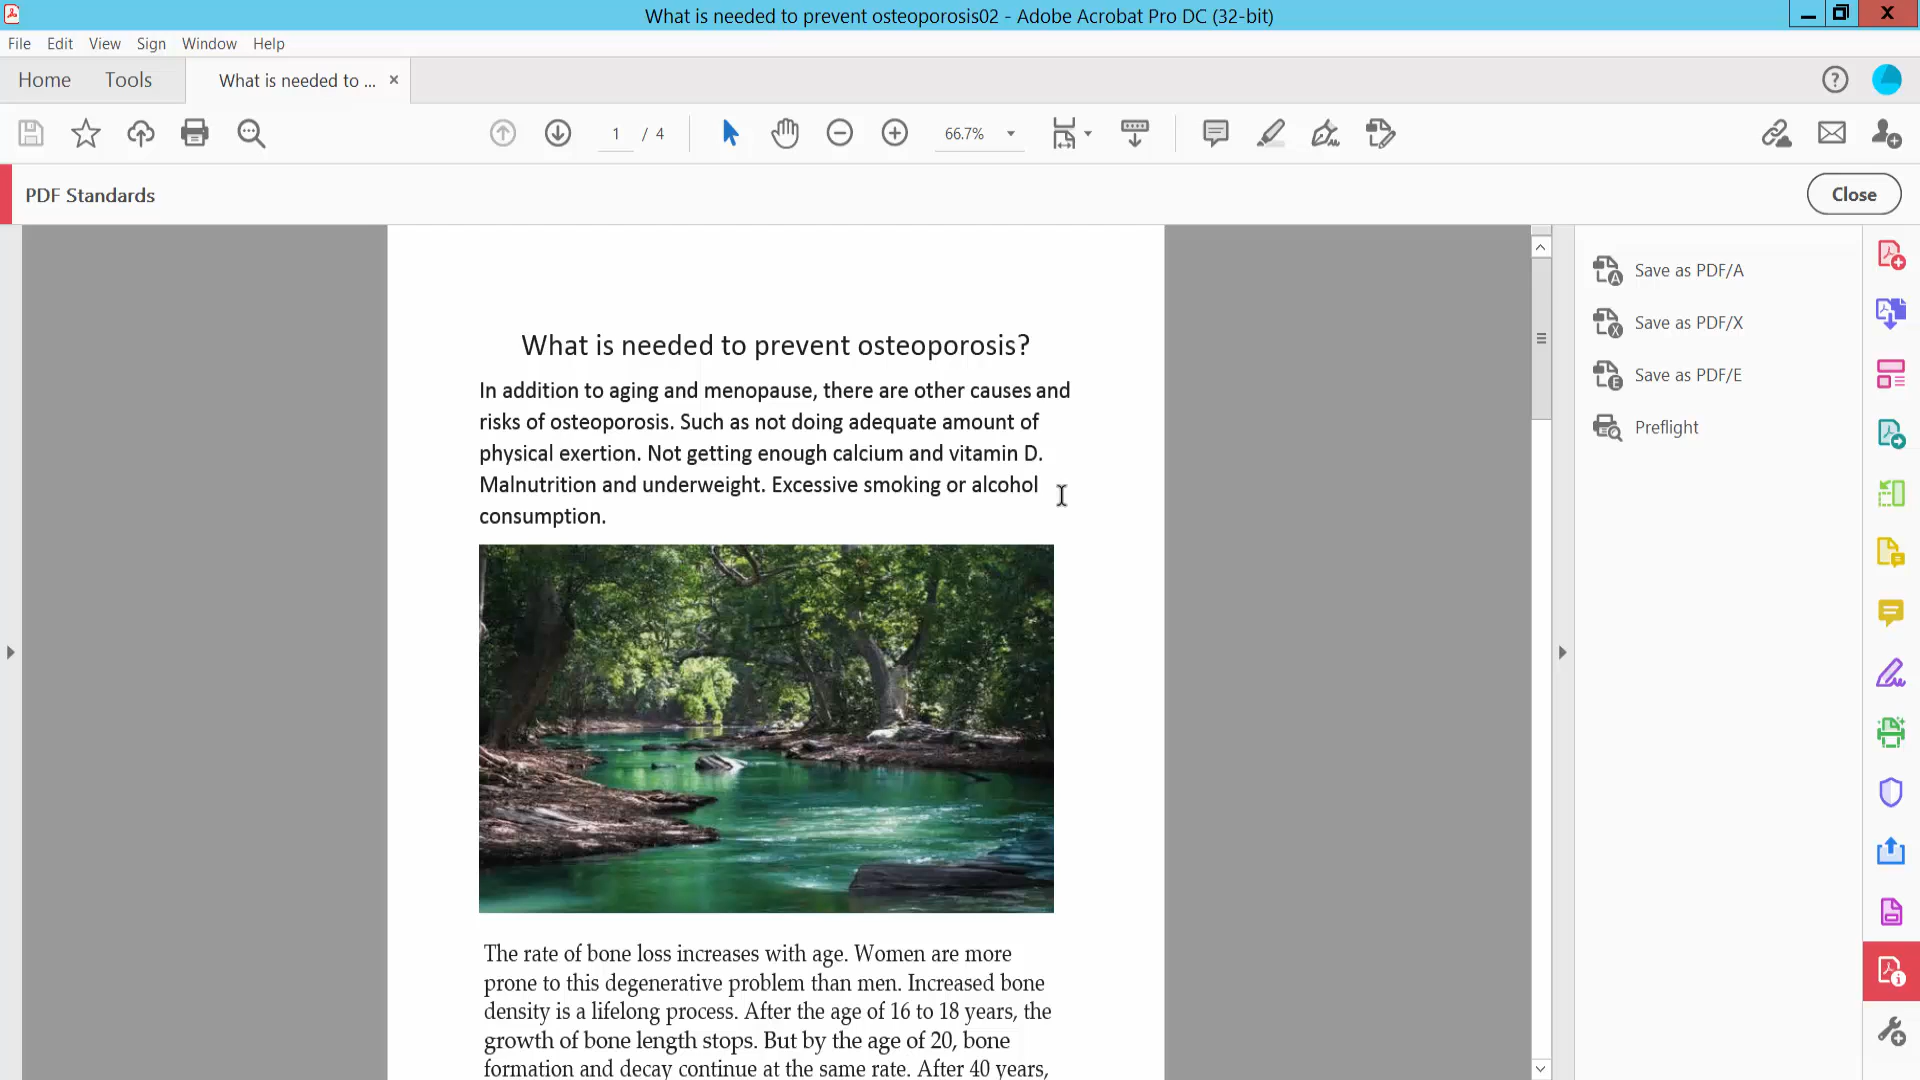 What is needed to prevent osteoporosis02 - Adobe Acrobat Pro DC (32-bit)
File Edit View Sign Window Help
Home Tools What is needed to ... ×
1 / 4 66.7%
PDF Standards Close
Save as PDF/A
Save as PDF/X
Save as PDF/E
Preflight
What is needed to prevent osteoporosis?
In addition to aging and menopause, there are other causes and
risks of osteoporosis. Such as not doing adequate amount of
physical exertion. Not getting enough calcium and vitamin D.
Malnutrition and underweight. Excessive smoking or alcohol
consumption.
The rate of bone loss increases with age. Women are more
prone to this degenerative problem than men. Increased bone
density is a lifelong process. After the age of 16 to 18 years, the
growth of bone length stops. But by the age of 20, bone
formation and decay continue at the same rate. After 40 years,